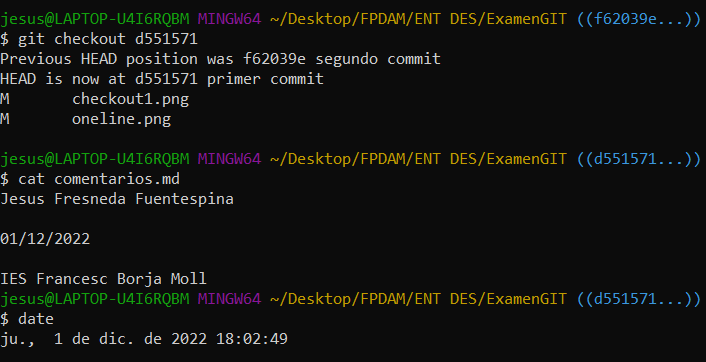 jesus@LAPTOP-U4I6RQBM MINGW64 ~/Desktop/FPDAM/ENT DES/ExamenGIT ((f62039e...))
$ git checkout d551571
Previous HEAD position was f62039e segundo commit
HEAD is now at d551571 primer commit
M       checkout1.png
M       oneline.png
jesus@LAPTOP-U4I6RQBM MINGW64 ~/Desktop/FPDAM/ENT DES/ExamenGIT ((d551571...))
$ cat comentarios.md
Jesus Fresneda Fuentespina
01/12/2022
IES Francesc Borja Moll
jesus@LAPTOP-U4I6RQBM MINGW64 ~/Desktop/FPDAM/ENT DES/ExamenGIT ((d551571...))
$ date
ju.,  1 de dic. de 2022 18:02:49